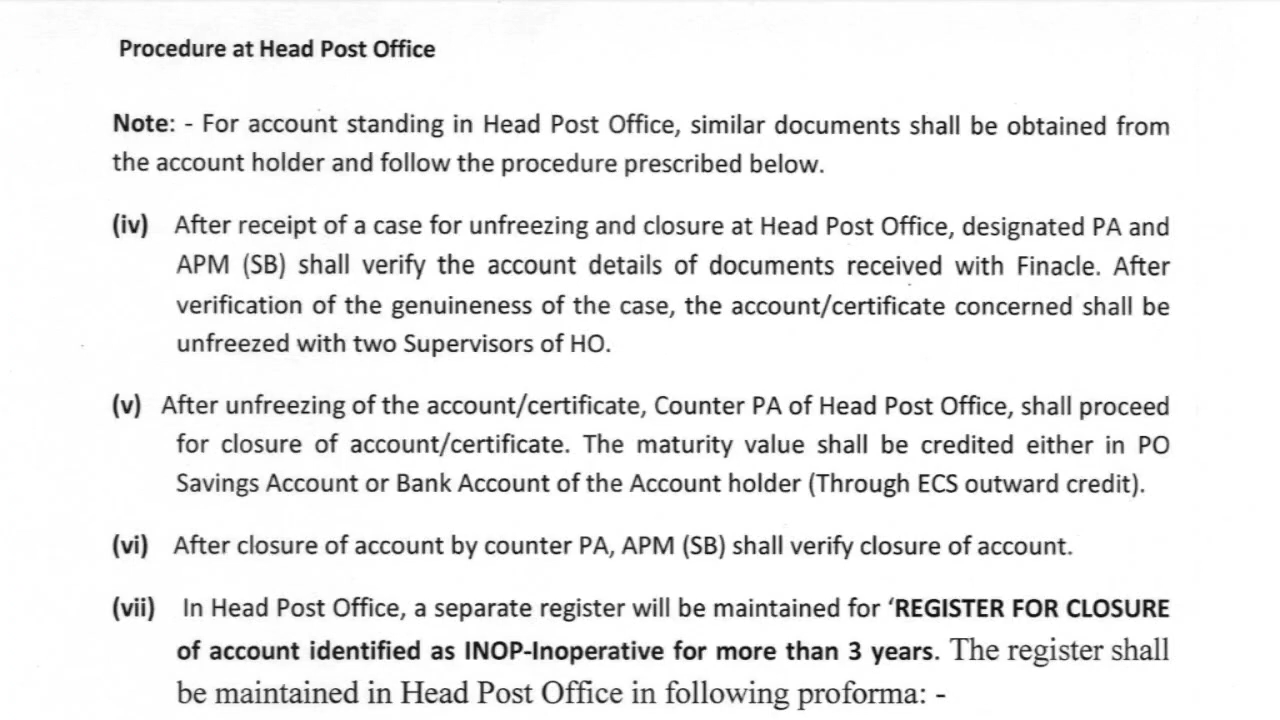 Procedure at Head Post Office
Note: - For account standing in Head Post Office, similar documents shall be obtained from
the account holder and follow the procedure prescribed below.
(iv) After receipt of a case for unfreezing and closure at Head Post Office, designated PA and
APM (SB) shall verify the account details of documents received with Finacle. After
verification of the genuineness of the case, the account/certificate concerned shall be
unfreezed with two Supervisors of HO.
(v) After unfreezing of the account/certificate, Counter PA of Head Post Office, shall proceed
for closure of account/certificate. The maturity value shall be credited either in PO
Savings Account or Bank Account of the Account holder (Through ECS outward credit).
(vi) After closure of account by counter PA, APM (SB) shall verify closure of account.
(vii) In Head Post Office, a separate register will be maintained for ‘REGISTER FOR CLOSURE
of account identified as INOP-Inoperative for more than 3 years. The register shall
be maintained in Head Post Office in following proforma: -